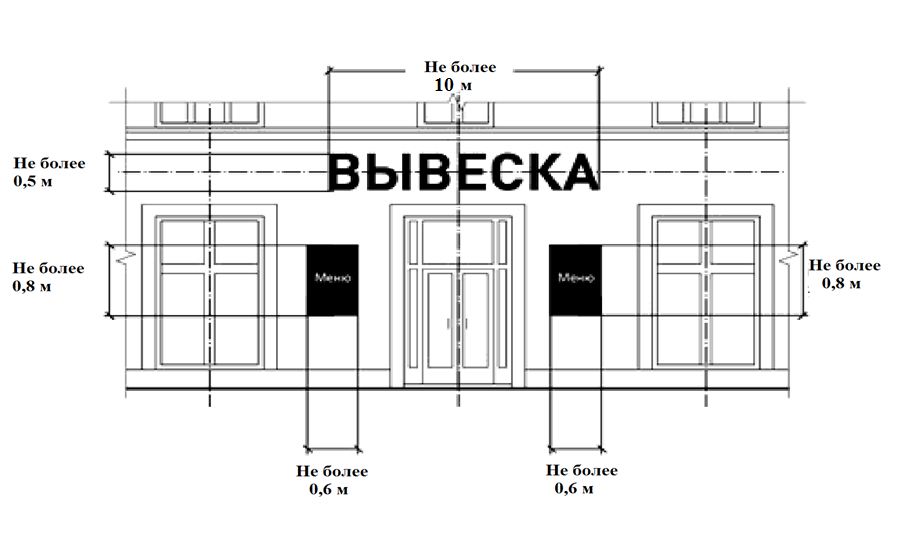 Не более
10 м
Не более
0,5 м
ВЫВЕСКА
Не более
0,8 м
Меню
Меню
Не более
0,8 м
Не более
0,6 м
Не более
0,6 м